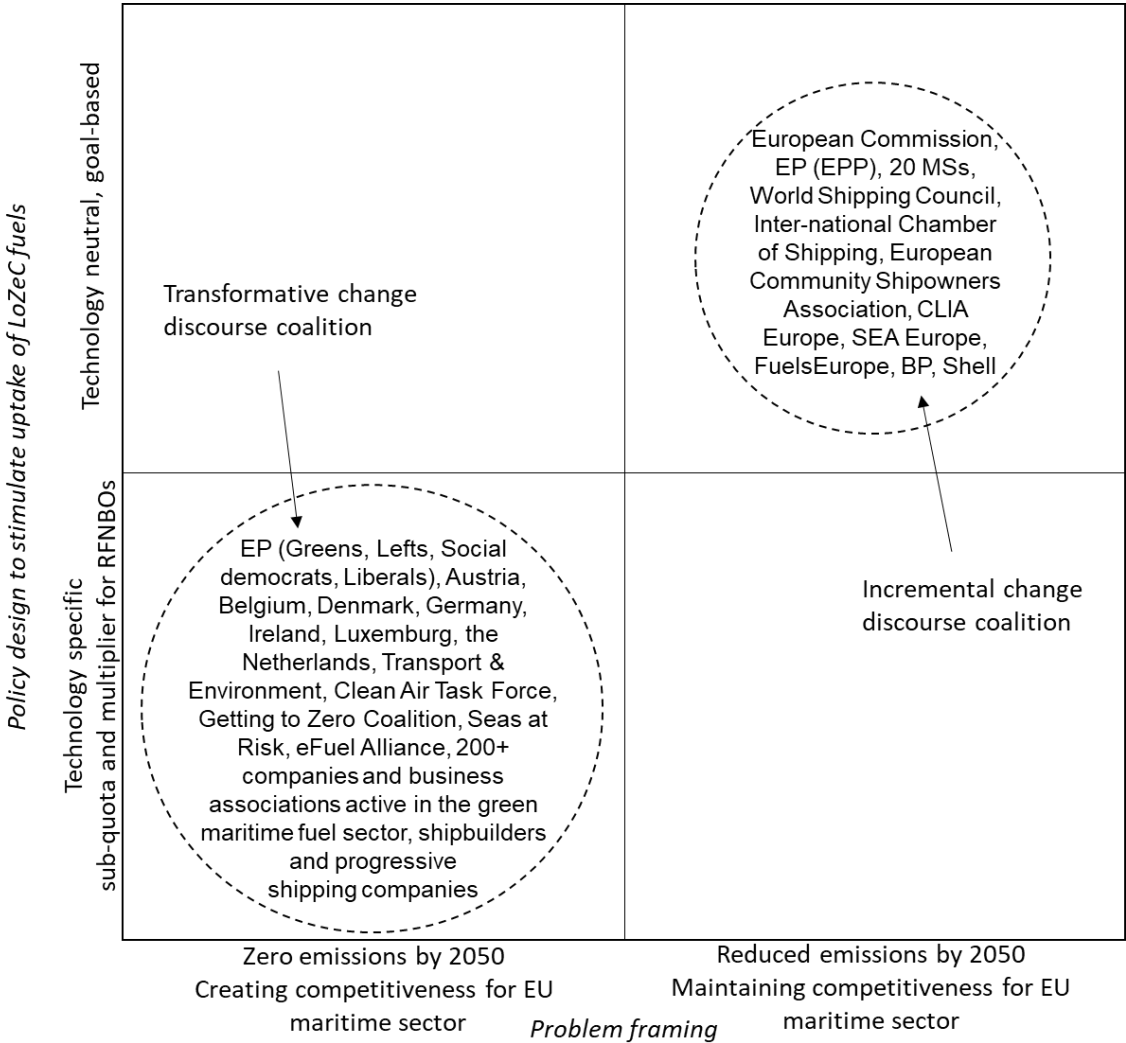 Policy design to stimulate uptake of LoZeC fuels
Technology neutral, goal-based
European Commission,
EP (EPP), 20 MSs,
World Shipping Council,
Inter-national Chamber
of Shipping, European
Community Shipowners
Association, CLIA
Europe, SEA Europe,
FuelsEurope, BP, Shell
Transformative change
discourse coalition
Technology specific
sub-quota and multiplier for RFNBOs
EP (Greens, Lefts, Social
democrats, Liberals), Austria,
Belgium, Denmark, Germany,
Ireland, Luxemburg, the
Netherlands, Transport &
Environment, Clean Air Task Force,
Getting to Zero Coalition, Seas at
Risk, eFuel Alliance, 200+
companies and business
associations active in the green
maritime fuel sector, shipbuilders
and progressive
shipping companies
Incremental change
discourse coalition
Zero emissions by 2050
Creating competitiveness for EU
maritime sector
Reduced emissions by 2050
Maintaining competitiveness for EU
maritime sector
Problem framing